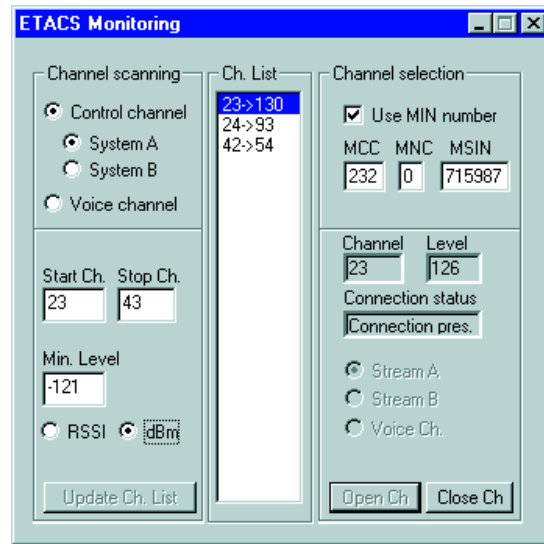 ETACS Monitoring
Channel scanning
Control channel
System A
System B
Voice channel
Start Ch. Stop Ch.
23 43
Min. Level
-121
RSSI dBm
Update Ch. List
Ch. List
23->130
24->93
42->54
Channel selection
Use MIN number
MCC MNC MSIN
232 0 715987
Channel Level
23 126
Connection status
Connection pres.
Stream A
Stream B
Voice Ch.
Open Ch Close Ch